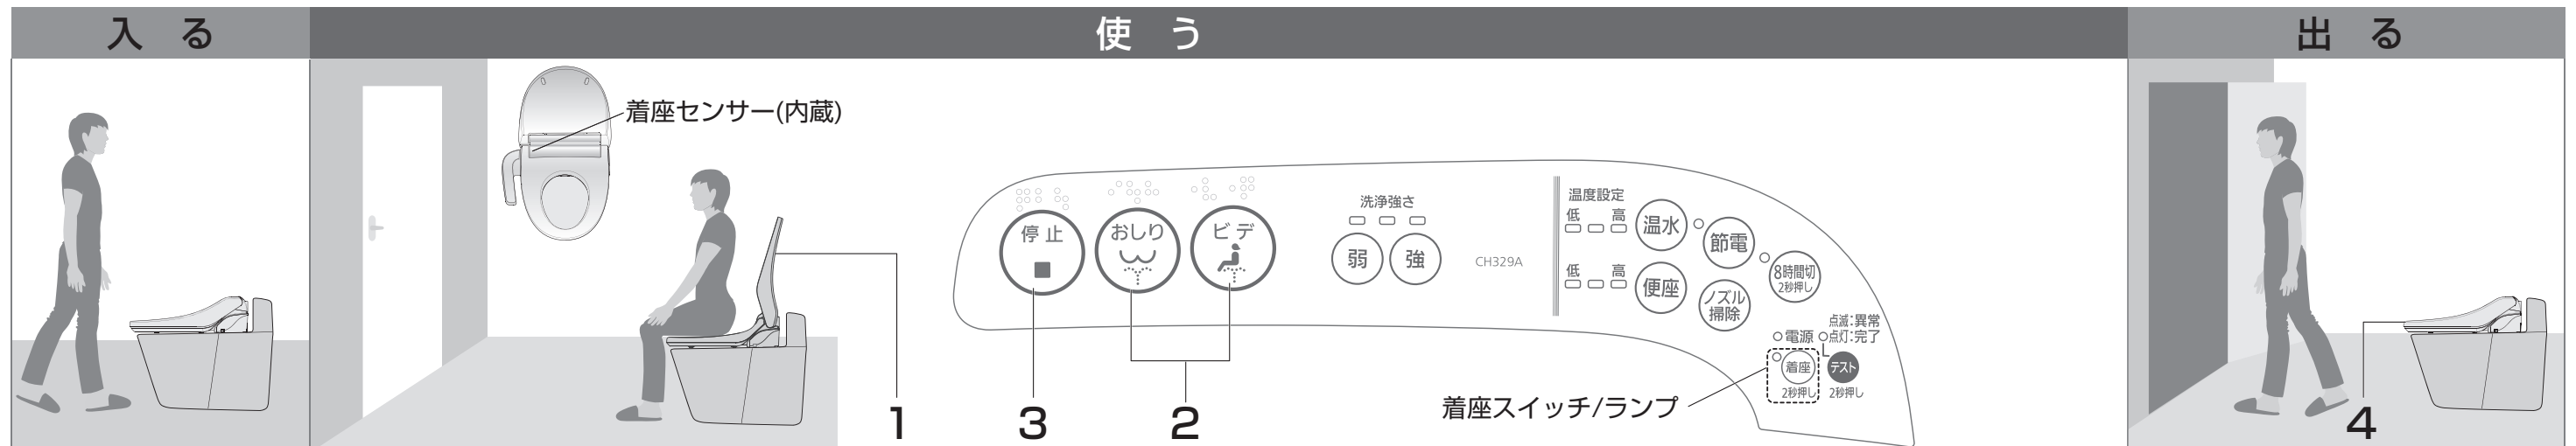 入る
使う
出る
着座センサー(内蔵)
停止
おしり
ビデ
洗浄強さ
弱
強
CH329A
温度設定
低 高
温水
節電
低 高
便座
ノズル
掃除
8時間切
2秒押し
点滅:異常
電源
点灯:完了
着座
テスト
2秒押し
2秒押し
着座スイッチ/ランプ
1
3
2
4